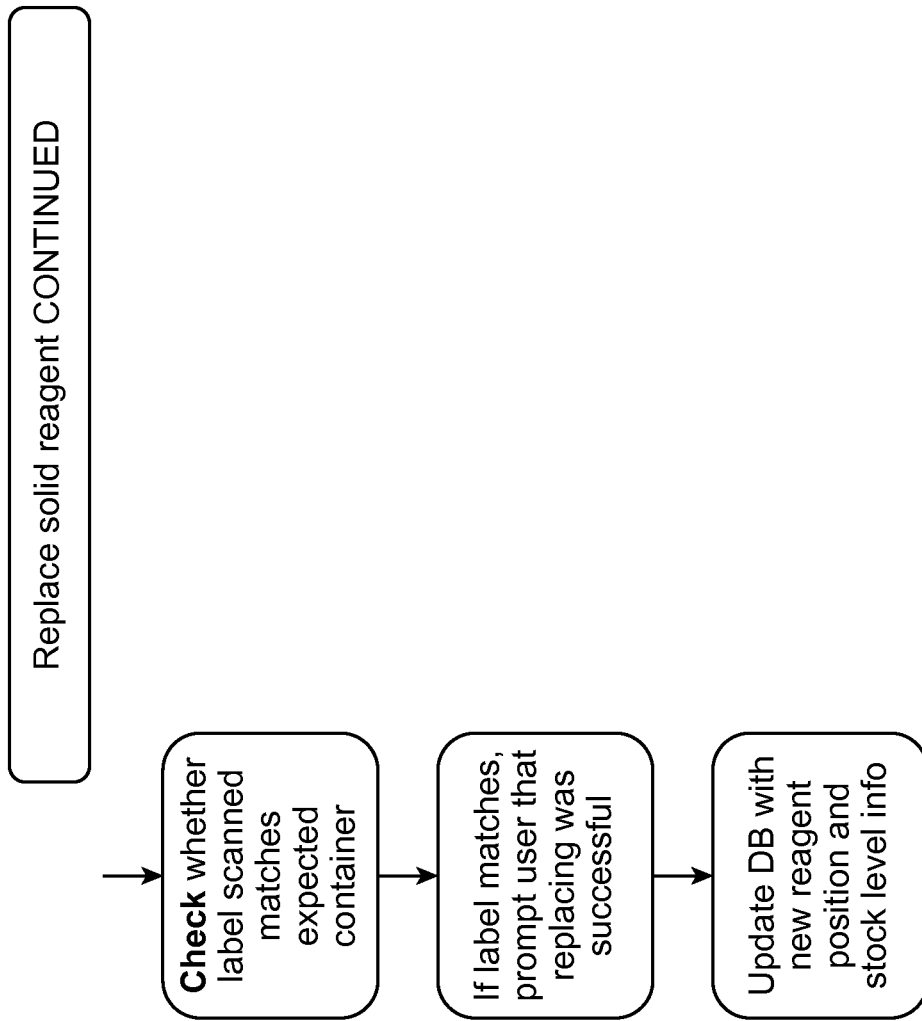 Replace solid reagent CONTINUED
Check whether
label scanned
matches
expected
container
If label matches,
prompt user that
replacing was
successful
Update DB with
new reagent
position and
stock level info